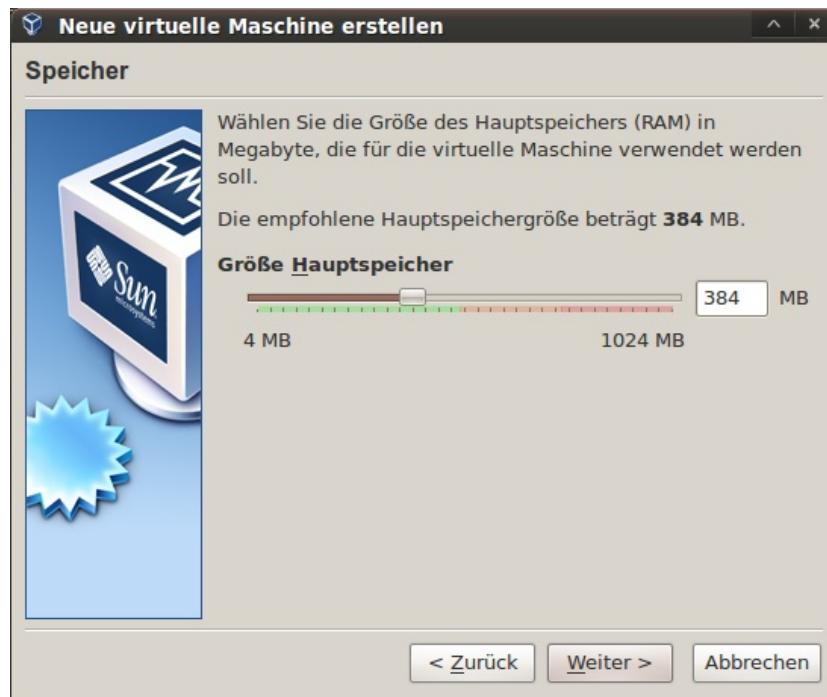 Neue virtuelle Maschine erstellen
Speicher
Wählen Sie die Größe des Hauptspeichers (RAM) in
Megabyte, die für die virtuelle Maschine verwendet werden
soll.
Die empfohlene Hauptspeichergröße beträgt 384 MB.
Größe Hauptspeicher
384 MB
4 MB 1024 MB
Sun
microsystems
< Zurück Weiter > Abbrechen